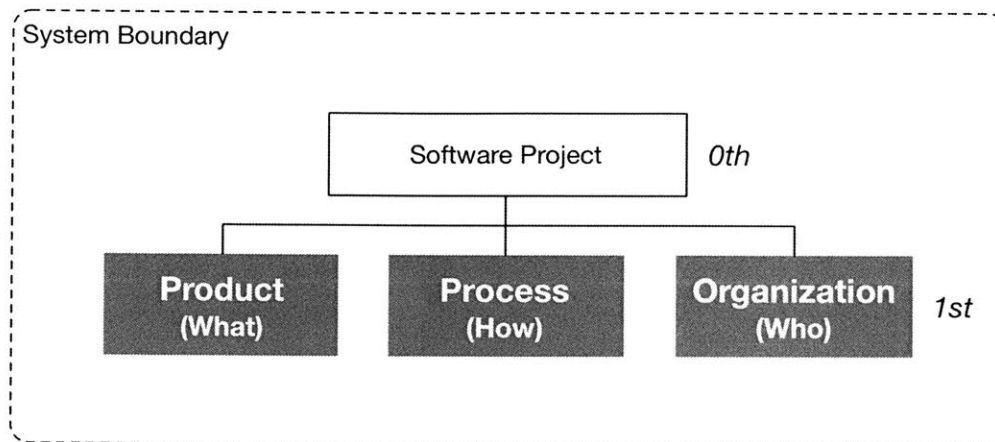 System Boundary
Software Project
0th
Product
(What)
Process
(How)
Organization
(Who)
1st